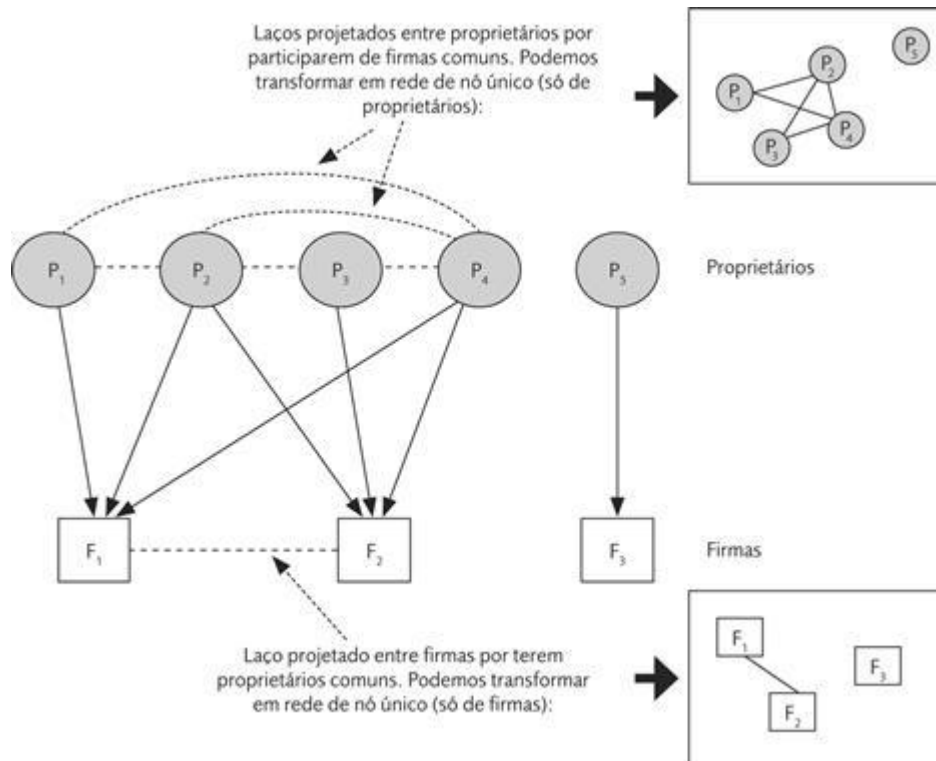 Laços projetados entre proprietários por
participarem de firmas comuns. Podemos
transformar em rede de nó único (só de
proprietários):
P₅
P₂
P₁
P₄
P₃
P₁
P₂
P₃
P₄
P₅
Proprietários
F₁
F₂
F₃
Firmas
Laço projetado entre firmas por terem
proprietários comuns. Podemos transformar
em rede de nó único (só de firmas):
F₁
F₃
F₂